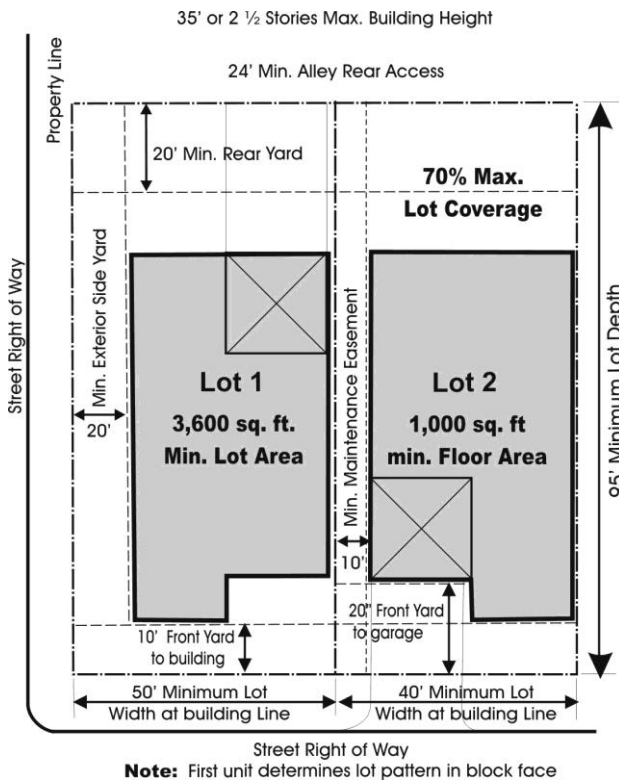 35' or 2 ½ Stories Max. Building Height
24' Min. Alley Rear Access
Property Line
20' Min. Rear Yard
70% Max.
Lot Coverage
Street Right of Way
Min. Exterior Side Yard
20'
Lot 1
3,600 sq. ft.
Min. Lot Area
Min. Maintenance Easement
10'
Lot 2
1,000 sq. ft
min. Floor Area
95' Minimum Lot Depth
10' Front Yard
to building
20" Front Yard
to garage
50' Minimum Lot
Width at building Line
40' Minimum Lot
Width at building Line
Street Right of Way
Note: First unit determines lot pattern in block face